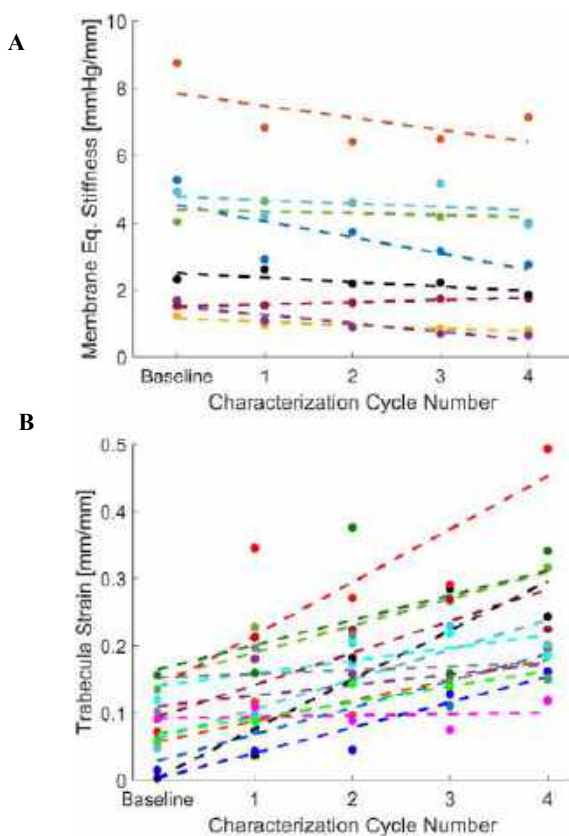 A
Membrane Eq. Stiffness [mmHg/mm]
10
8
6
4
2
0
Baseline 1 2 3 4
Characterization Cycle Number
B
Trabecula Strain [mm/mm]
0.5
0.4
0.3
0.2
0.1
0
Baseline 1 2 3 4
Characterization Cycle Number